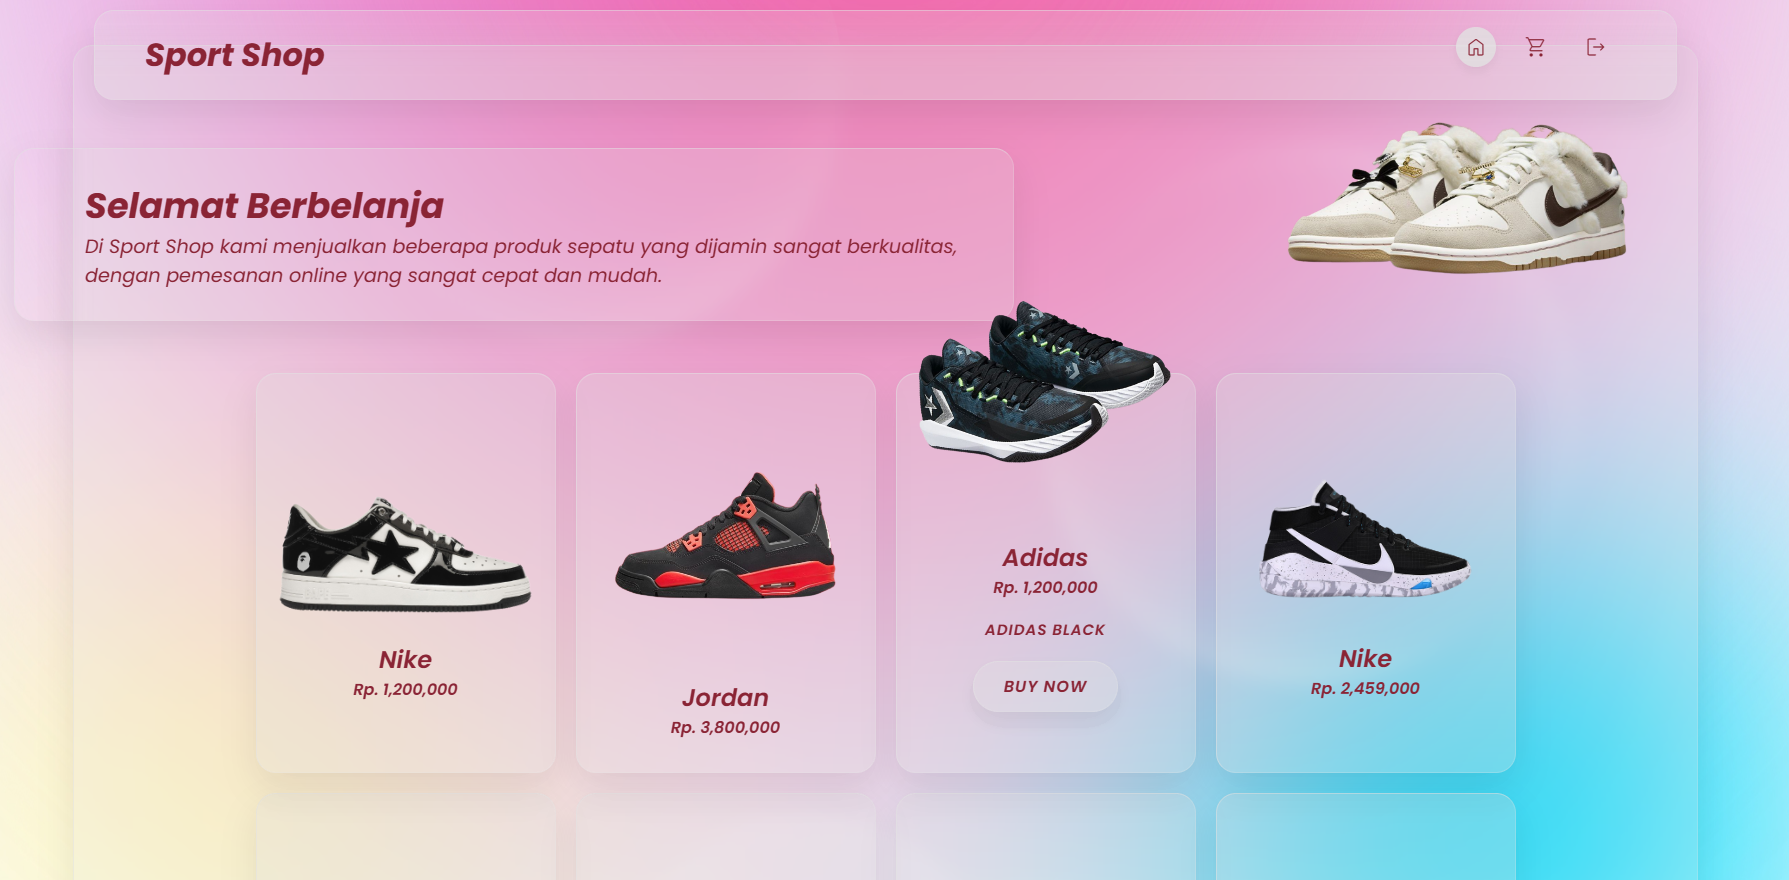 Sport Shop
Selamat Berbelanja
Di Sport Shop kami menjualkan beberapa produk sepatu yang dijamin sangat berkualitas,
dengan pemesanan online yang sangat cepat dan mudah.
Nike
Rp. 1,200,000
Jordan
Rp. 3,800,000
Adidas
Rp. 1,200,000
ADIDAS BLACK
BUY NOW
Nike
Rp. 2,459,000